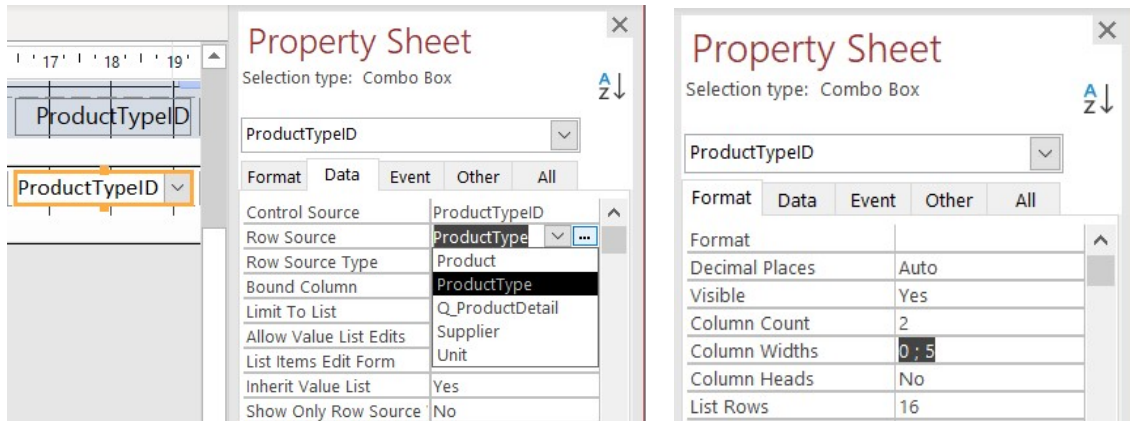 17 18 19
ProductTypeID
ProductTypeID
Property Sheet
Selection type: Combo Box
A
Z
ProductTypeID
Format Data Event Other All
Control Source ProductTypeID
Row Source ProductType ...
Row Source Type Product
Bound Column ProductType
Limit To List Q_ProductDetail
Allow Value List Edits Supplier
List Items Edit Form Unit
Inherit Value List Yes
Show Only Row Source No
Property Sheet
Selection type: Combo Box
A
Z
ProductTypeID
Format Data Event Other All
Format
Decimal Places Auto
Visible Yes
Column Count 2
Column Widths 0 ; 5
Column Heads No
List Rows 16